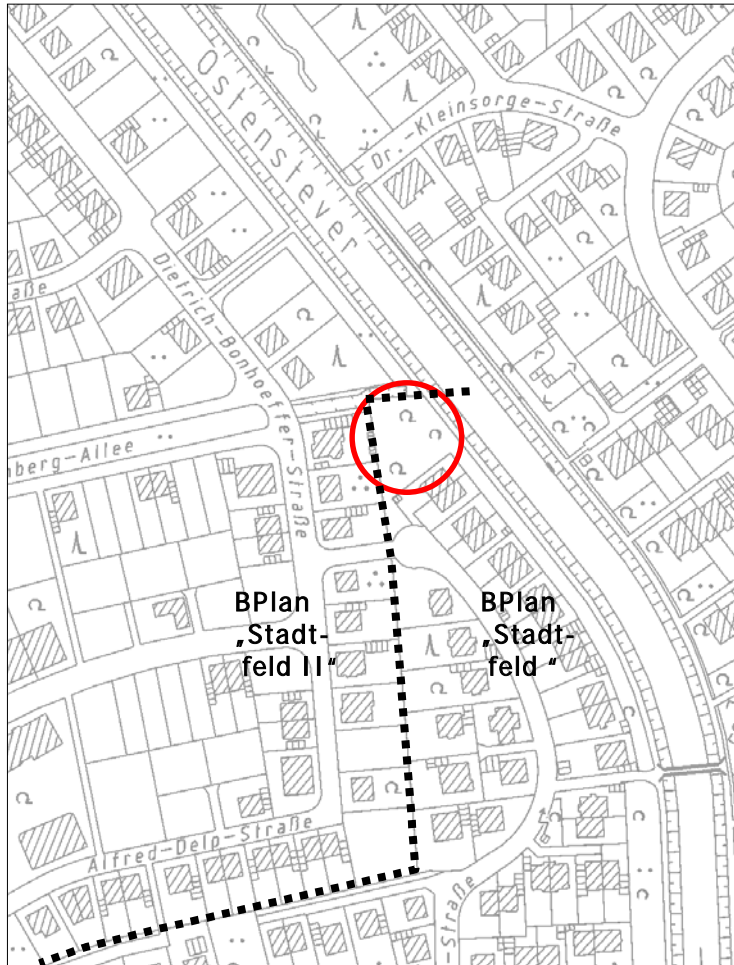 Ostenstever
Dr.-Kleinsorge-Straße
aße
Dietrich-Bonhoeffer-Straße
nberg-Allee
BPlan
„Stadt-
feld II“
BPlan
„Stadt-
feld “
Alfred-Delp-Straße
-Straße